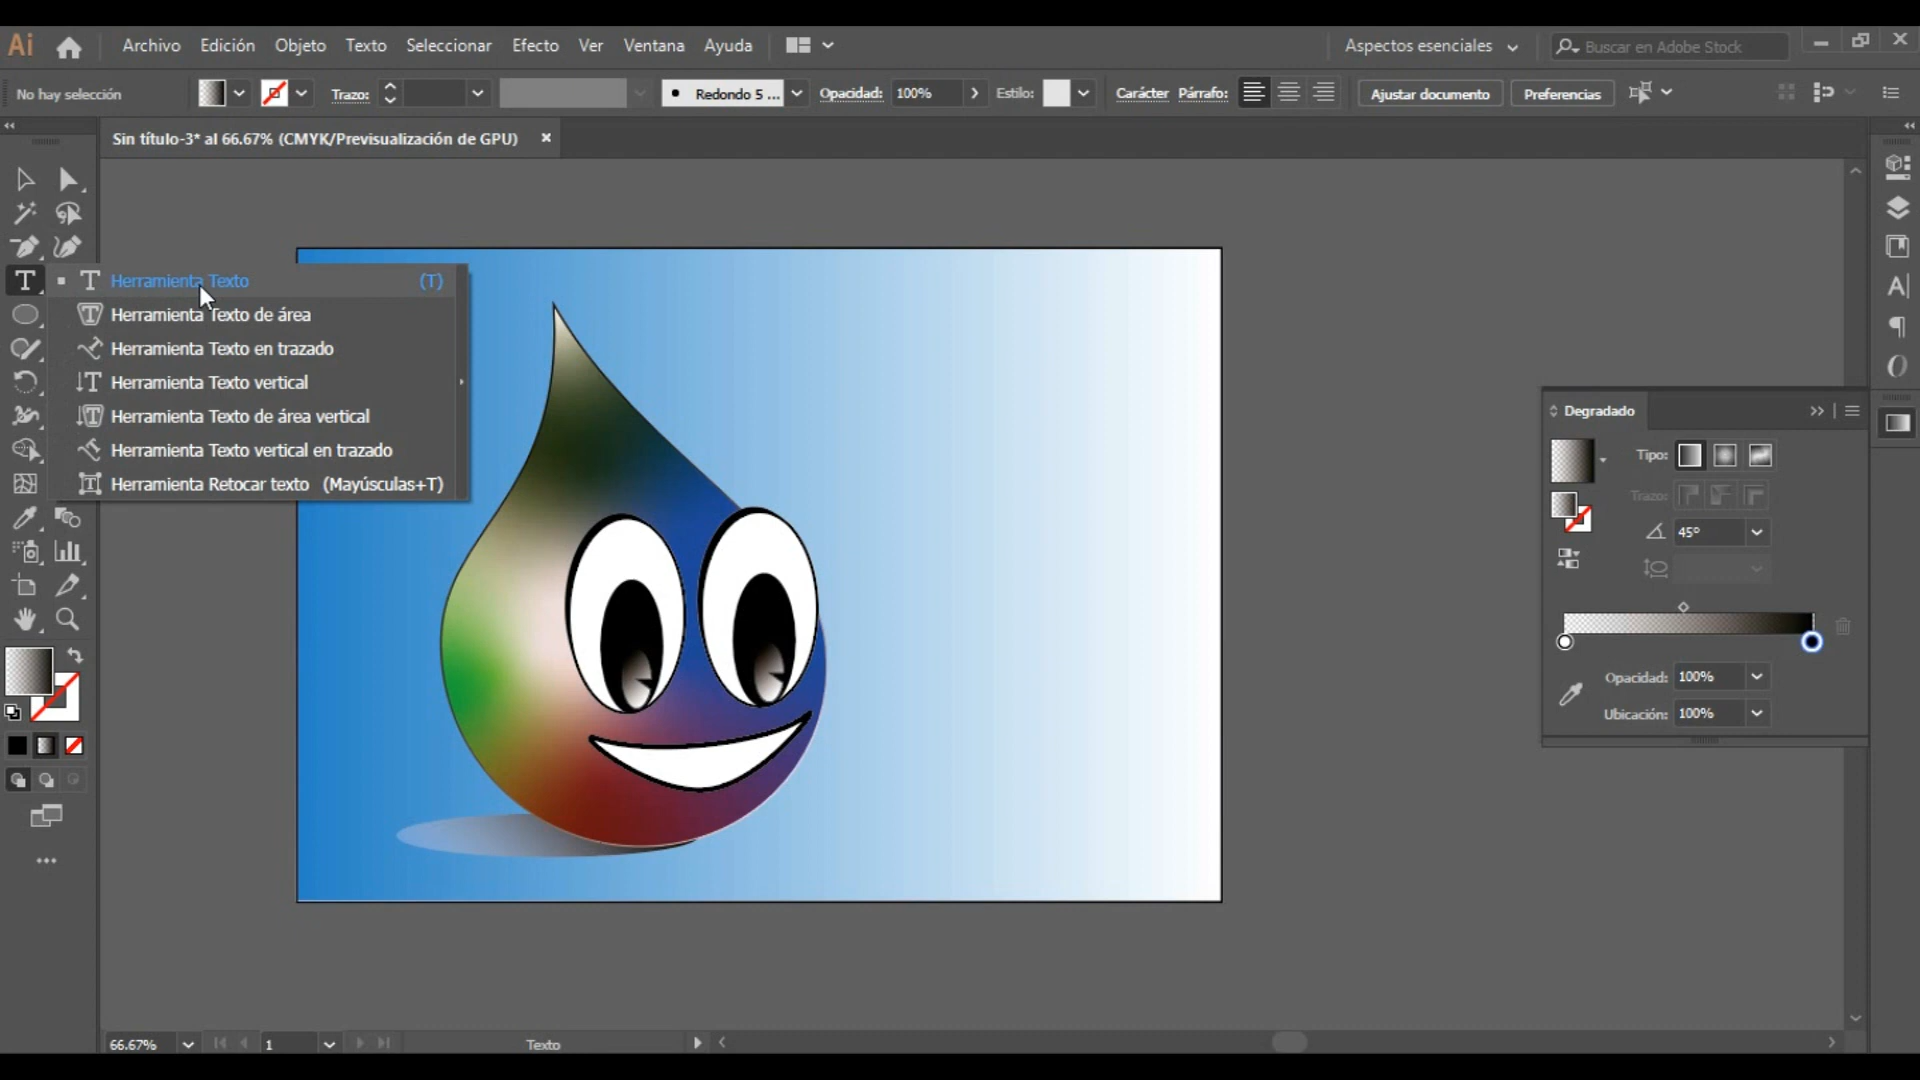 Ai Archivo Edición Objeto Texto Seleccionar Efecto Ver Ventana Ayuda Aspectos esenciales Buscar en Adobe Stock
No hay selección Trazo: Redondo 5 ... Opacidad: 100% Estilo: Carácter Párrafo: Ajustar documento Preferencias
Sin título-3* al 66.67% (CMYK/Previsualización de GPU)
Herramienta Texto (T)
Herramienta Texto de área
Herramienta Texto en trazado
Herramienta Texto vertical
Herramienta Texto de área vertical
Herramienta Texto vertical en trazado
Herramienta Retocar texto (Mayúsculas+T)
Degradado
Tipo:
Trazo:
45°
Opacidad: 100%
Ubicación: 100%
66.67% 1 Texto